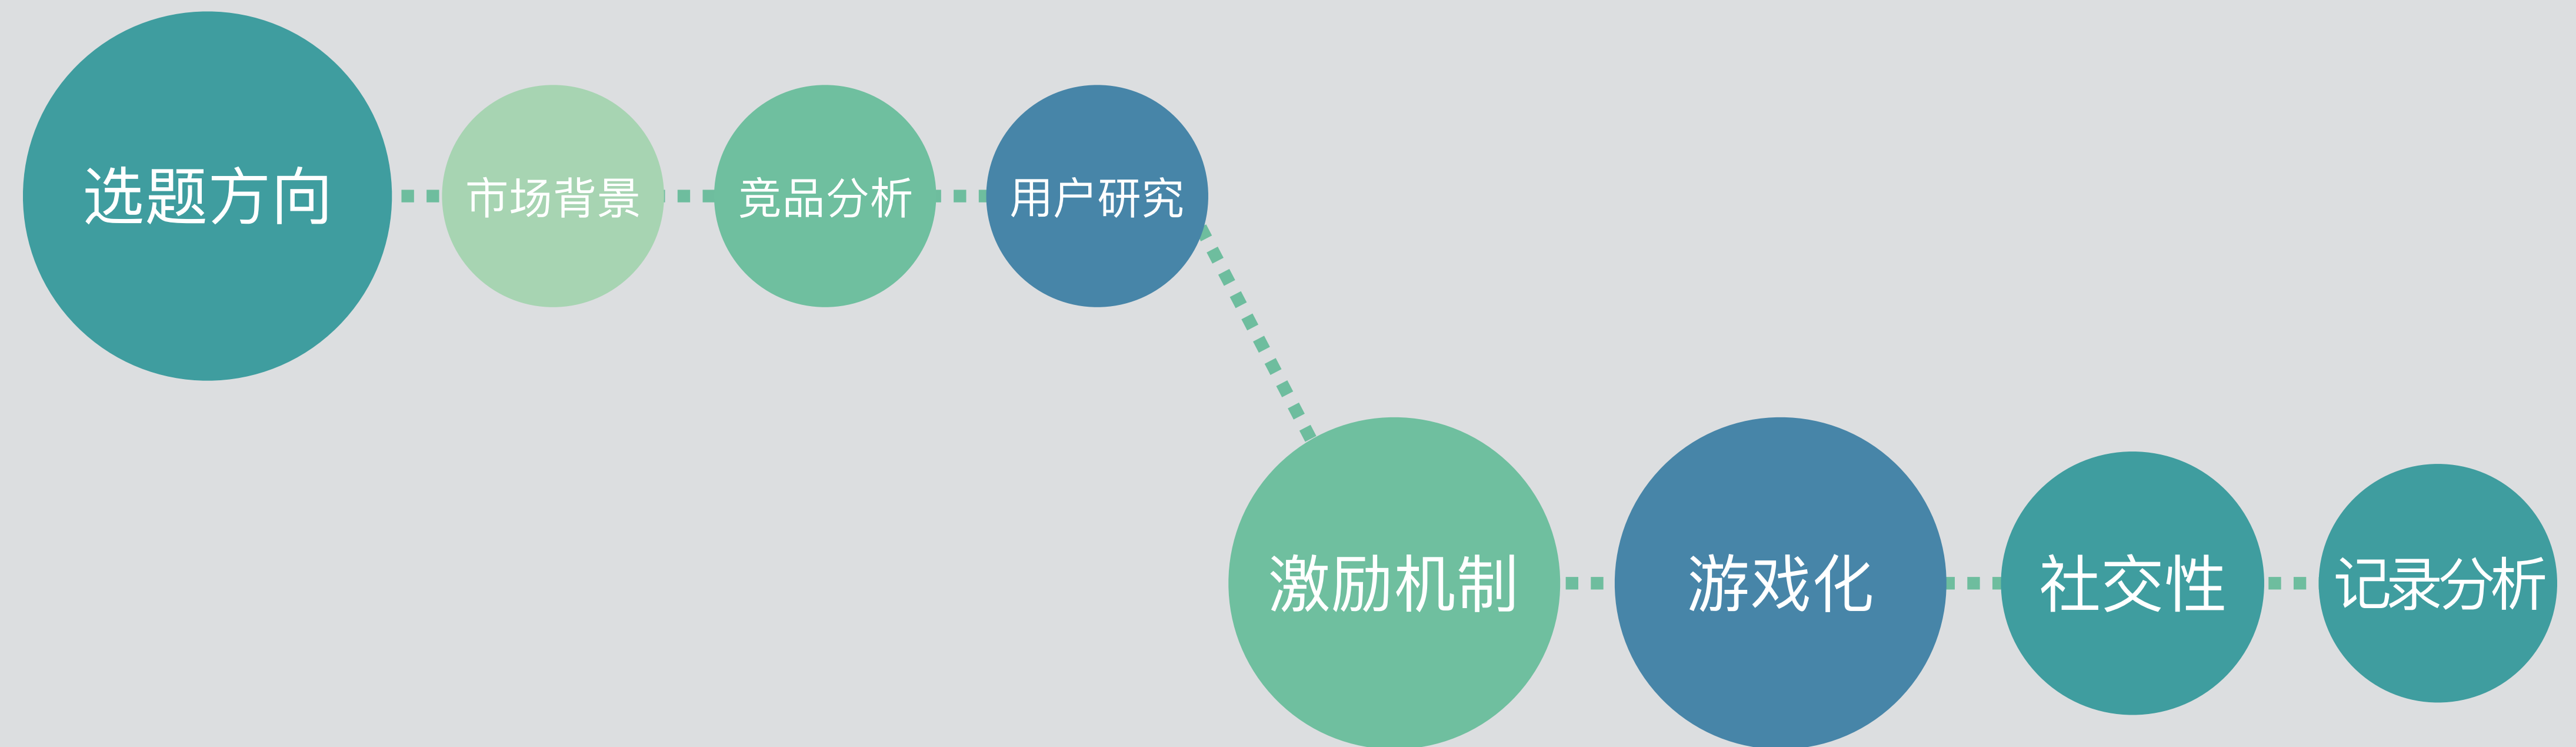 选题方向
市场背景
竞品分析
用户研究
激励机制
游戏化
社交性
记录分析